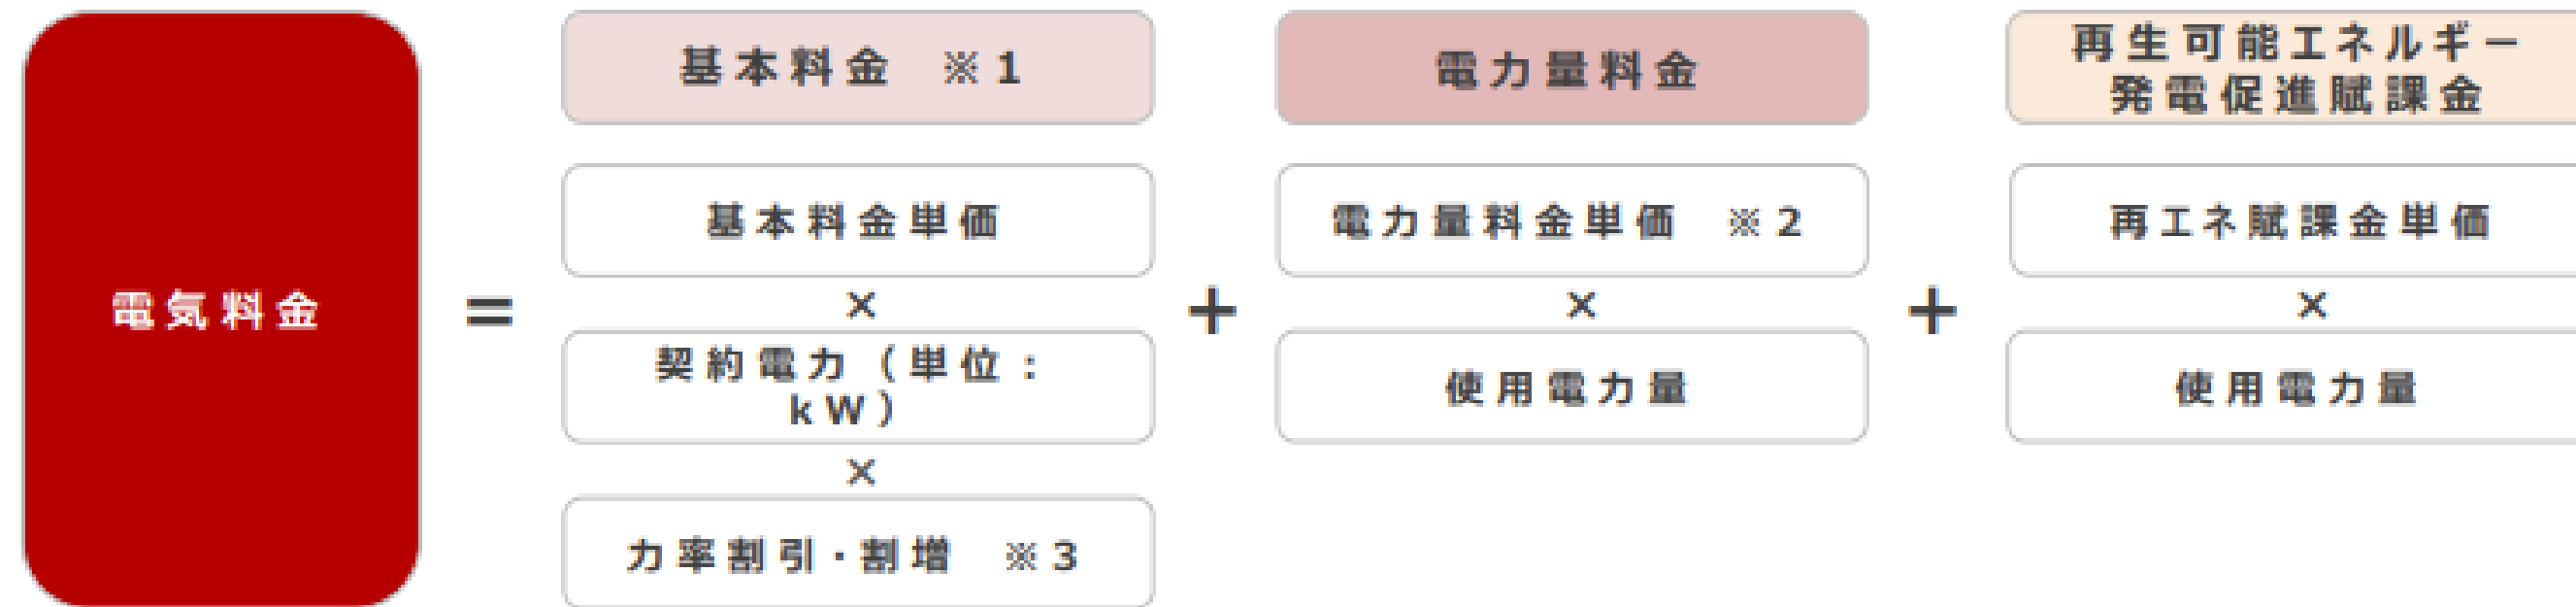 電気料金
=
基本料金 ※1
基本料金単価
×
契約電力（単位：
kW）
×
力率割引・割増 ※3
+
電力量料金
電力量料金単価 ※2
×
使用電力量
+
再生可能エネルギー
発電促進賦課金
再エネ賦課金単価
×
使用電力量